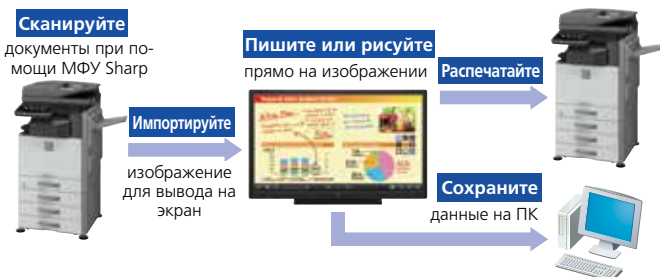 Сканируйте
документы при по-
мощи МФУ Sharp
Импортируйте
изображение
для вывода на
экран
Пишите или рисуйте
прямо на изображении
Распечатайте
Сохраните
данные на ПК